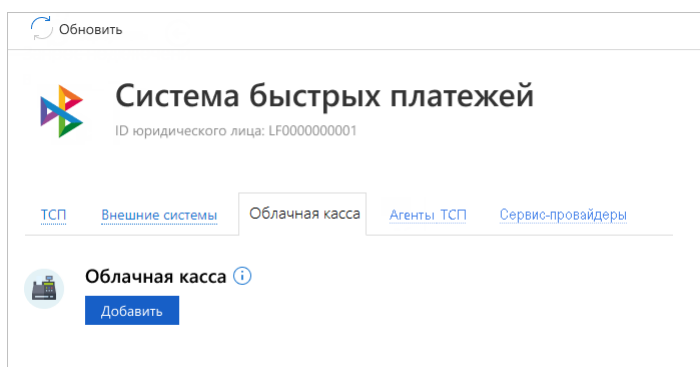 Обновить
Система быстрых платежей
ID юридического лица: LF0000000001
ТСП Внешние системы Облачная касса Агенты ТСП Сервис-провайдеры
Облачная касса
Добавить